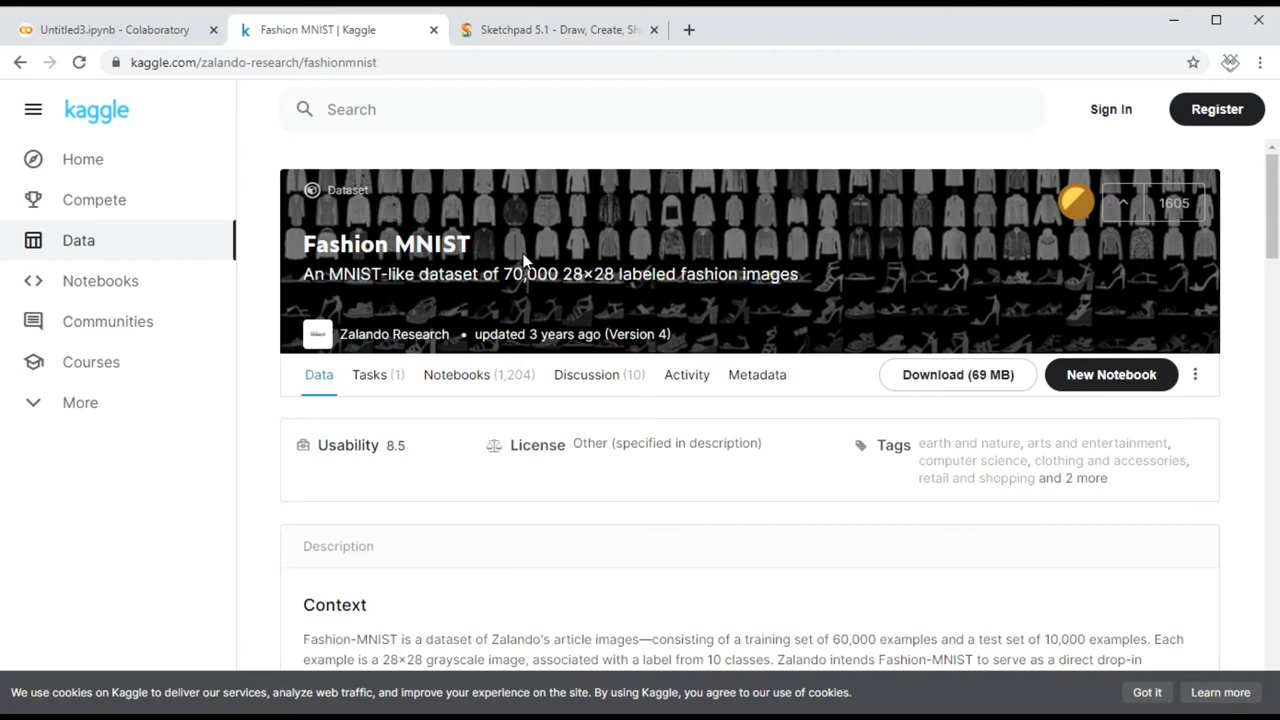 Untitled3.ipynb - Colaboratory
Fashion MNIST | Kaggle
Sketchpad 5.1 - Draw, Create, Sh
kaggle.com/zalando-research/fashionmnist
kaggle
Search
Sign In
Register
Home
Compete
Data
Notebooks
Communities
Courses
More
Dataset
1605
Fashion MNIST
An MNIST-like dataset of 70,000 28×28 labeled fashion images
Zalando Research • updated 3 years ago (Version 4)
Data
Tasks (1)
Notebooks (1,204)
Discussion (10)
Activity
Metadata
Download (69 MB)
New Notebook
Usability 8.5
License Other (specified in description)
Tags earth and nature, arts and entertainment,
computer science, clothing and accessories,
retail and shopping and 2 more
Description
Context
Fashion-MNIST is a dataset of Zalando's article images—consisting of a training set of 60,000 examples and a test set of 10,000 examples. Each
example is a 28×28 grayscale image, associated with a label from 10 classes. Zalando intends Fashion-MNIST to serve as a direct drop-in
We use cookies on Kaggle to deliver our services, analyze web traffic, and improve your experience on the site. By using Kaggle, you agree to our use of cookies.
Got it
Learn more